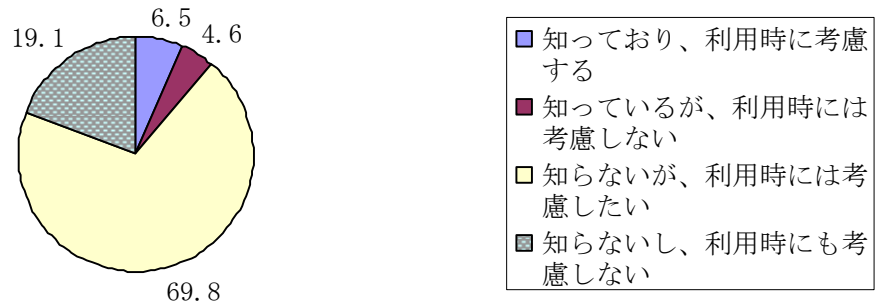 6.5
4.6
19.1
69.8
知っており、利用時に考慮
する
知っているが、利用時には
考慮しない
知らないが、利用時には考
慮したい
知らないし、利用時にも考
慮しない